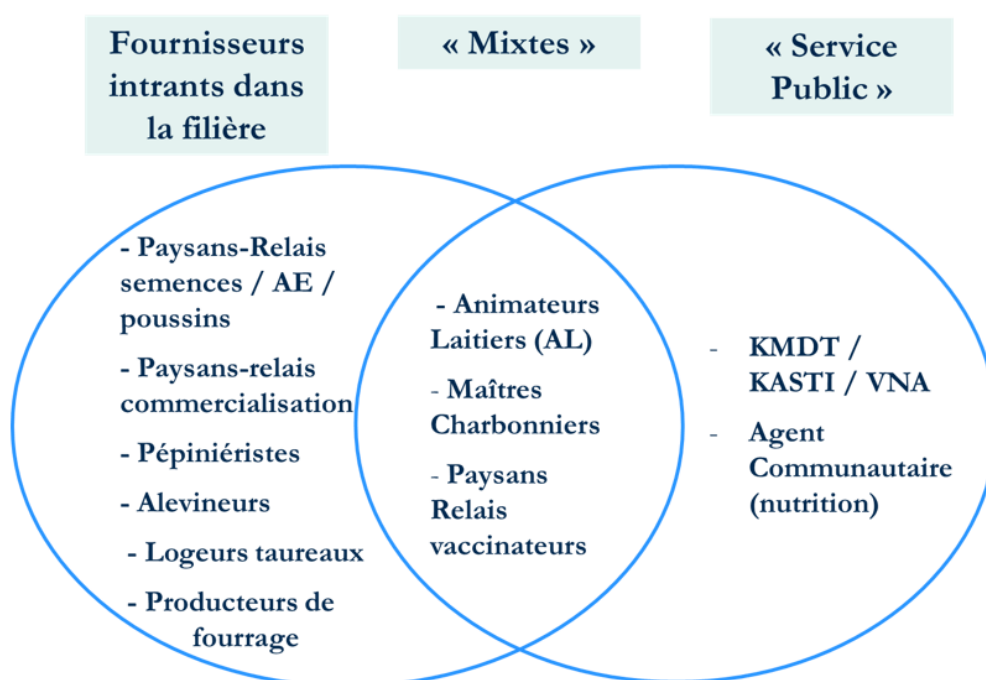 Fournisseurs
intrants dans
la filière
« Mixtes »
« Service
Public »
- Paysans-Relais
semences / AE /
poussins
- Paysans-relais
commercialisation
- Pépiniéristes
- Alevineurs
- Logeurs taureaux
- Producteurs de
fourrage
- Animateurs
Laitiers (AL)
- Maîtres
Charbonniers
- Paysans
Relais
vaccinateurs
- KMDT /
KASTI / VNA
- Agent
Communautaire
(nutrition)